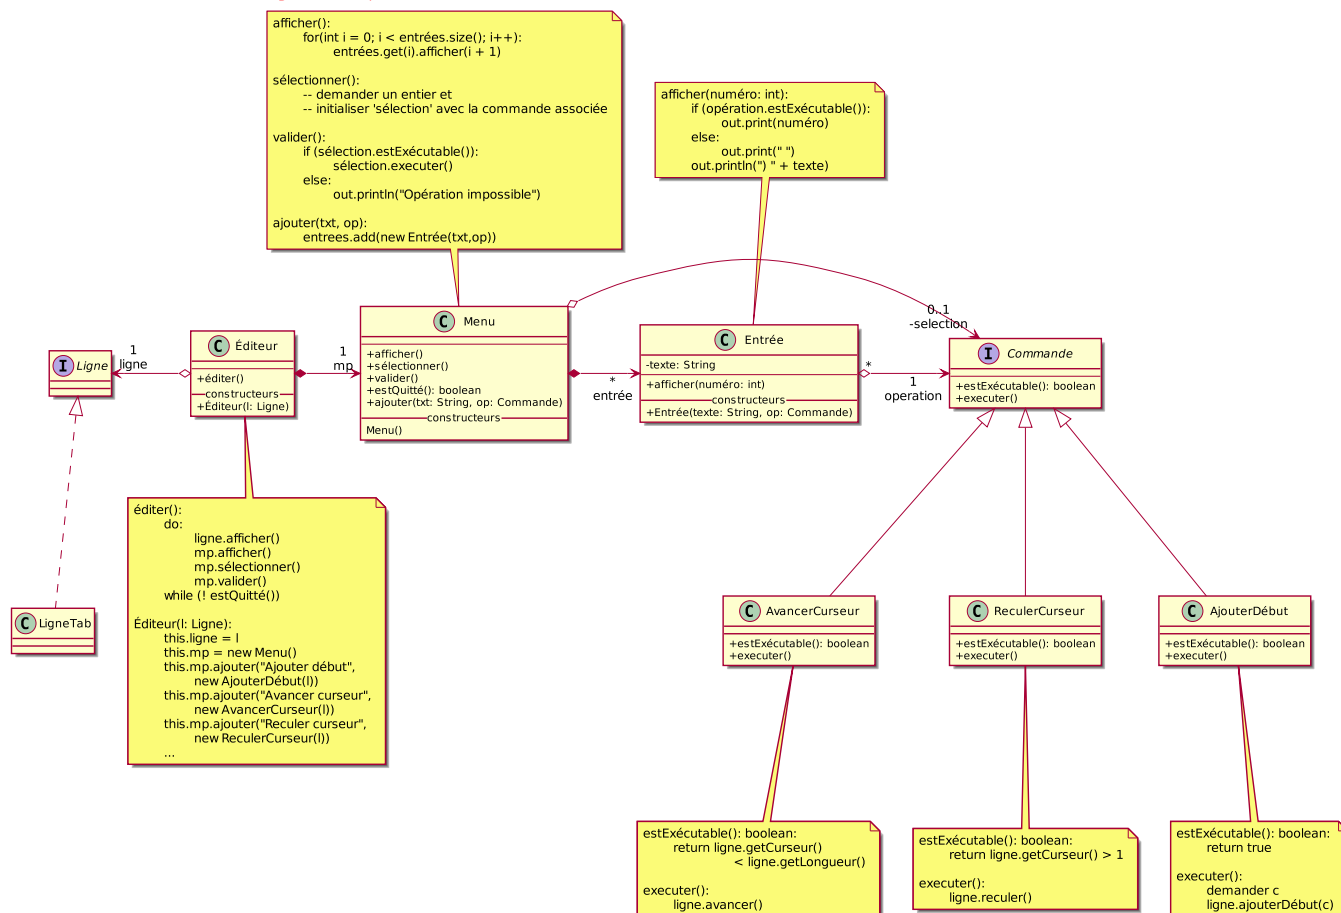 afficher():
for(int i = 0; i < entrées.size(); i++):
entrées.get(i).afficher(i + 1)
sélectionner():
-- demander un entier et
-- initialiser 'sélection' avec la commande associée
valider():
if (sélection.estExécutable()):
sélection.executer()
else:
out.println("Opération impossible")
ajouter(txt, op):
entrees.add(new Entrée(txt,op))
afficher(numéro: int):
if (opération.estExécutable()):
out.print(numéro)
else:
out.print(" ")
out.println(") " + texte)
I Ligne
1
ligne
C Éditeur
+éditer()
constructeurs
+Éditeur(l: Ligne)
1
mp
C Menu
+afficher()
+sélectionner()
+valider()
+estQuitté(): boolean
+ajouter(txt: String, op: Commande)
constructeurs
Menu()
*
entrée
C Entrée
-texte: String
+afficher(numéro: int)
constructeurs
+Entrée(texte: String, op: Commande)
0..1
-selection
*
1
operation
I Commande
+estExécutable(): boolean
+executer()
éditer():
do:
ligne.afficher()
mp.afficher()
mp.sélectionner()
mp.valider()
while (! estQuitté())
Éditeur(l: Ligne):
this.ligne = l
this.mp = new Menu()
this.mp.ajouter("Ajouter début",
new AjouterDébut(l))
this.mp.ajouter("Avancer curseur",
new AvancerCurseur(l))
this.mp.ajouter("Reculer curseur",
new ReculerCurseur(l))
...
C LigneTab
C AvancerCurseur
+estExécutable(): boolean
+executer()
C ReculerCurseur
+estExécutable(): boolean
+executer()
C AjouterDébut
+estExécutable(): boolean
+executer()
estExécutable(): boolean:
return ligne.getCurseur()
< ligne.getLongueur()
executer():
ligne.avancer()
estExécutable(): boolean:
return ligne.getCurseur() > 1
executer():
ligne.reculer()
estExécutable(): boolean:
return true
executer():
demander c
ligne.ajouterDébut(c)